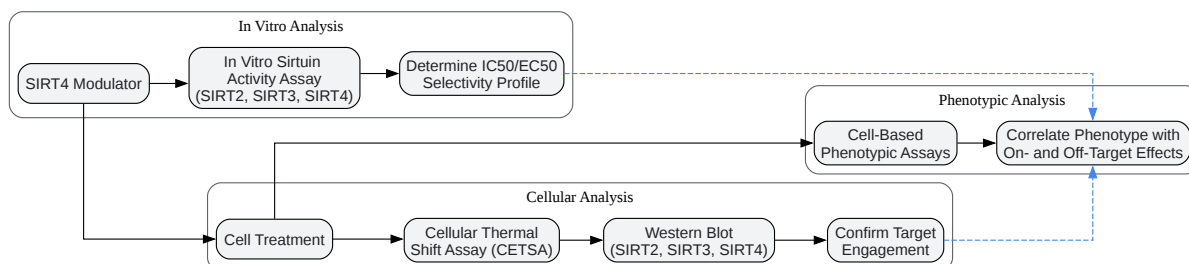 In Vitro Analysis
SIRT4 Modulator
In Vitro Sirtuin
Activity Assay
(SIRT2, SIRT3, SIRT4)
Determine IC50/EC50
Selectivity Profile
Phenotypic Analysis
Cell-Based
Phenotypic Assays
Correlate Phenotype with
On- and Off-Target Effects
Cellular Analysis
Cell Treatment
Cellular Thermal
Shift Assay (CETSA)
Western Blot
(SIRT2, SIRT3, SIRT4)
Confirm Target
Engagement